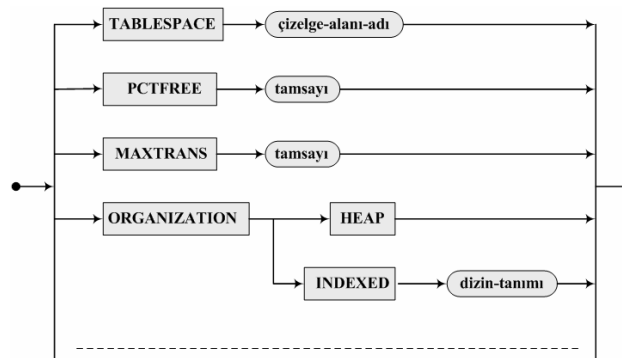 TABLESPACE çizelge-alanı-adı
PCTFREE tamsayı
MAXTRANS tamsayı
ORGANIZATION HEAP
INDEXED dizin-tanımı